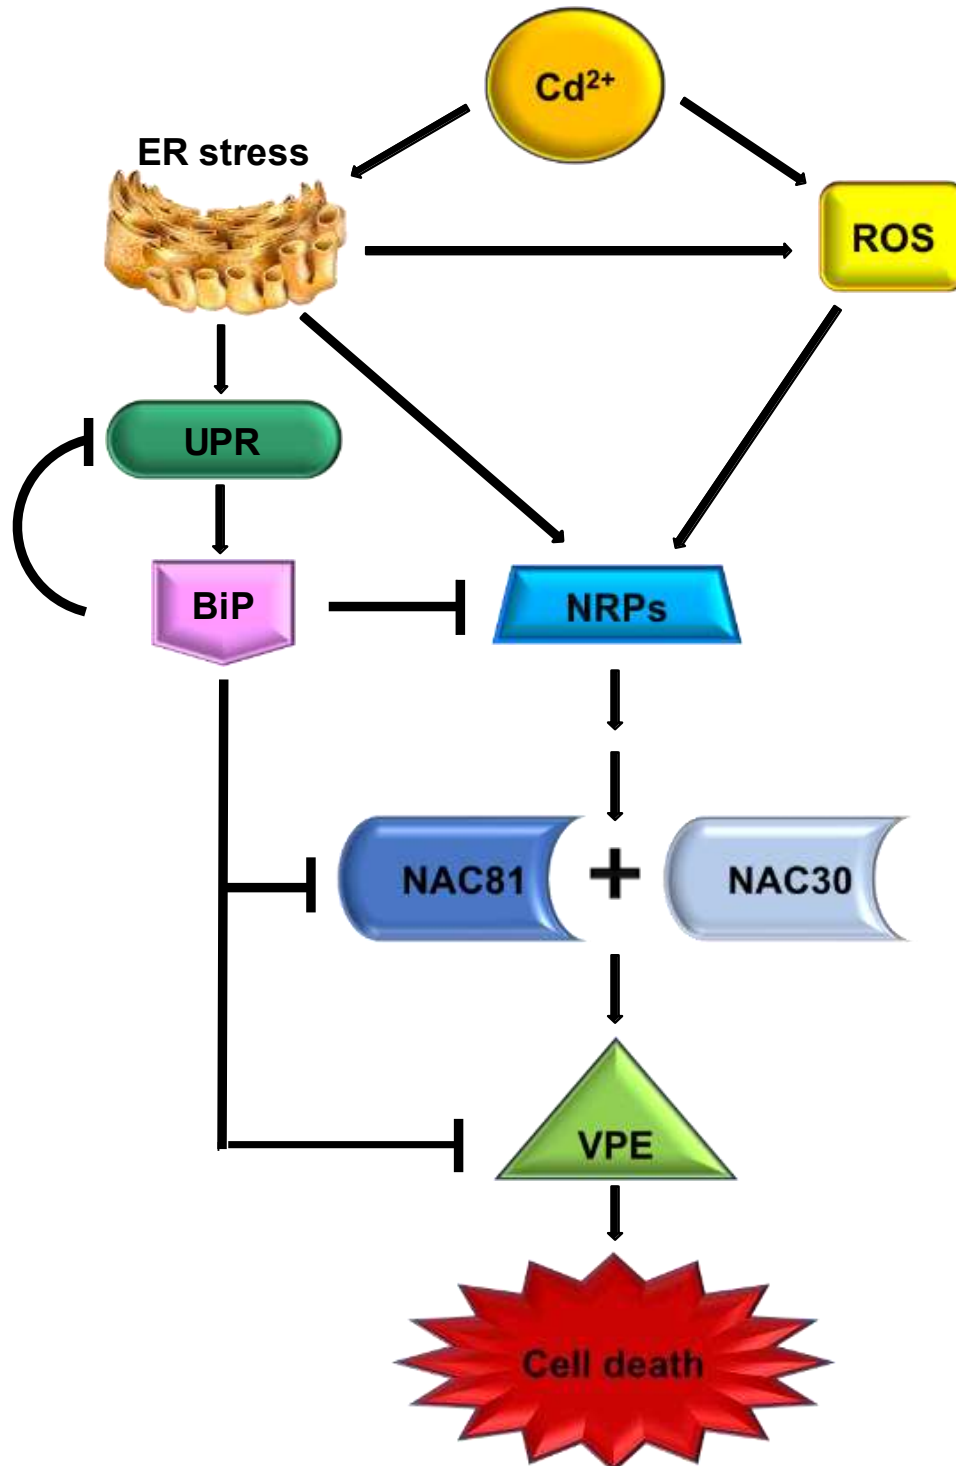 Cd²⁺
ER stress
ROS
UPR
BiP
NRPs
NAC81 + NAC30
VPE
Cell death